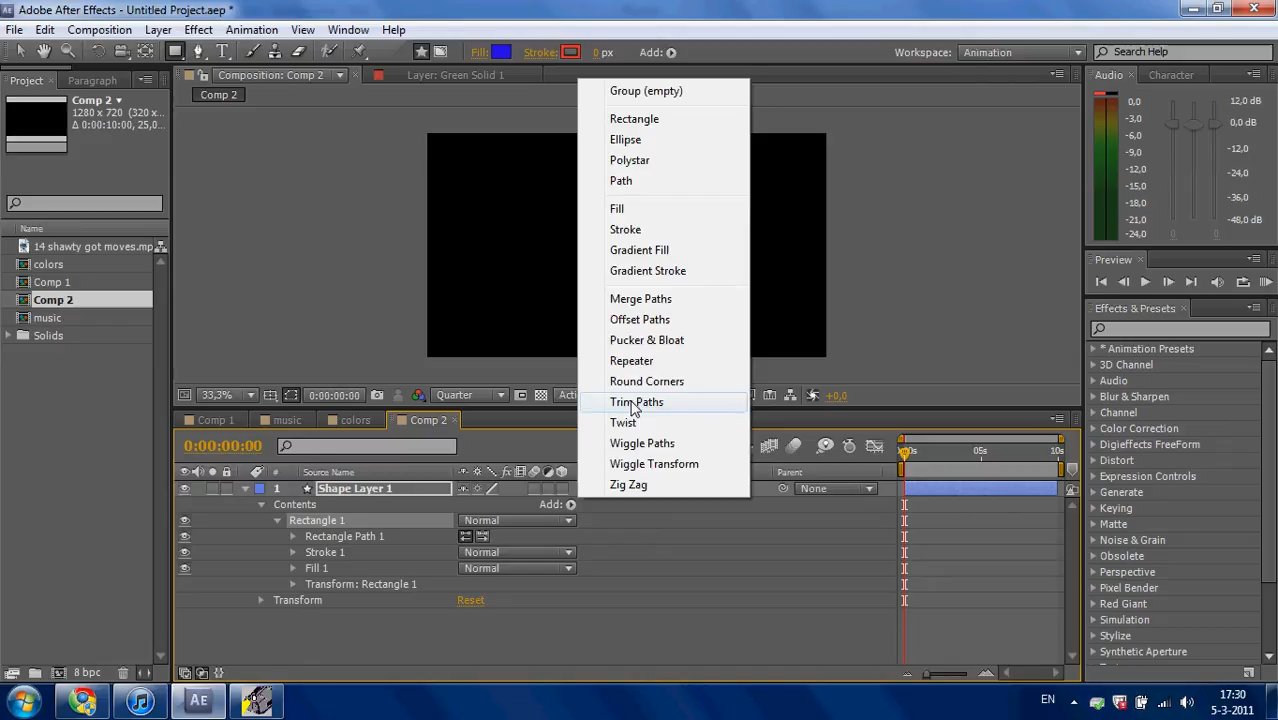 Adobe After Effects - Untitled Project.aep *
File Edit Composition Layer Effect Animation View Window Help
Fill: Stroke: 0 px Add: Workspace: Animation Search Help
Project Paragraph Composition: Comp 2 Layer: Green Solid 1 Audio Character
Comp 2
Comp 2
1280 x 720 (320 x
Δ 0:00:10:00, 25,0
0,0
-3,0
-6,0
-9,0
-12,0
-15,0
-18,0
-21,0
-24,0
12,0 dB
0,0 dB
-12,0
-24,0
-36,0
-48,0 dB
Group (empty)
Rectangle
Ellipse
Polystar
Path
Fill
Stroke
Gradient Fill
Gradient Stroke
Merge Paths
Offset Paths
Pucker & Bloat
Repeater
Round Corners
Trim Paths
Twist
Wiggle Paths
Wiggle Transform
Zig Zag
Name
14 shawty got moves.mp
colors
Comp 1
Comp 2
music
Solids
Preview
Effects & Presets
* Animation Presets
3D Channel
Audio
Blur & Sharpen
Channel
Color Correction
Digieffects FreeForm
Distort
Expression Controls
Generate
Keying
Matte
Noise & Grain
Obsolete
Perspective
Pixel Bender
Red Giant
Simulation
Stylize
Synthetic Aperture
33,3% 0:00:00:00 Quarter Acti +0,0
Comp 1 music colors Comp 2
0:00:00:00
05s 10s
# Source Name Parent
1 Shape Layer 1 None
Contents Add:
Rectangle 1 Normal
Rectangle Path 1
Stroke 1 Normal
Fill 1 Normal
Transform: Rectangle 1
Transform Reset
8 bpc
EN 17:30
5-3-2011